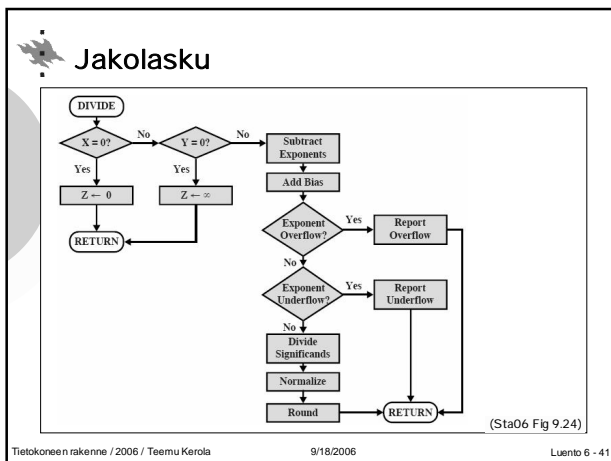 Jakolasku
DIVIDE
X = 0?
No
Y = 0?
No
Subtract
Exponents
Yes
Yes
Add Bias
Z ← 0
Z ← ∞
Exponent
Overflow?
Yes
Report
Overflow
RETURN
No
Exponent
Underflow?
Yes
Report
Underflow
No
Divide
Significands
Normalize
Round
RETURN
(Sta06 Fig 9.24)
Tietokoneen rakenne / 2006 / Teemu Kerola
9/18/2006
Luento 6 - 41